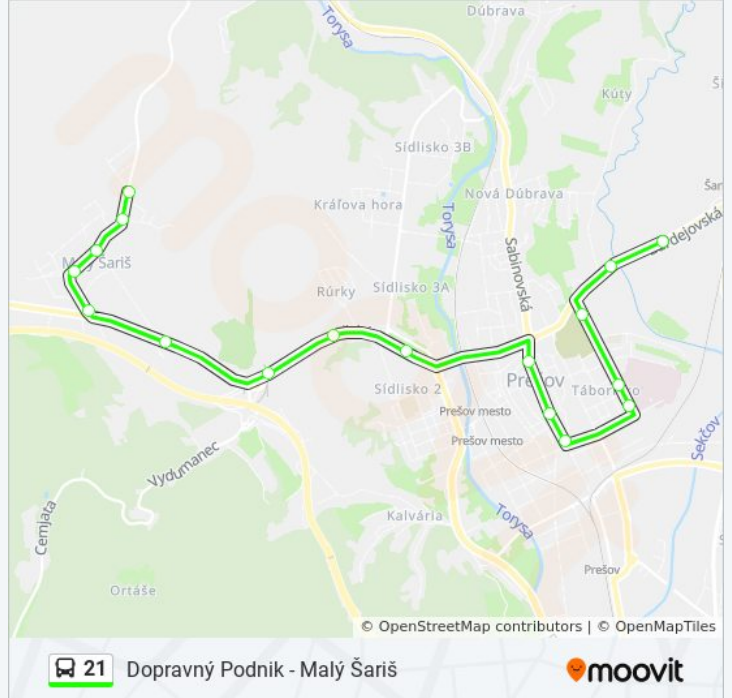 Dúbrava
Torysa
Kúty
Sídlisko 3B
Nová Dúbrava
Kráľova hora
Torysa
Sabinovská
Bardejovská
Malý Šariš
Rúrky
Sídlisko 3A
Prešov
Táborisko
Sídlisko 2
Prešov mesto
Prešov mesto
Sekčov
Vydumanec
Cemjata
Kalvária
Torysa
Prešov
Ortáše
© OpenStreetMap contributors | © OpenMapTiles
21 Dopravný Podnik - Malý Šariš
moovit